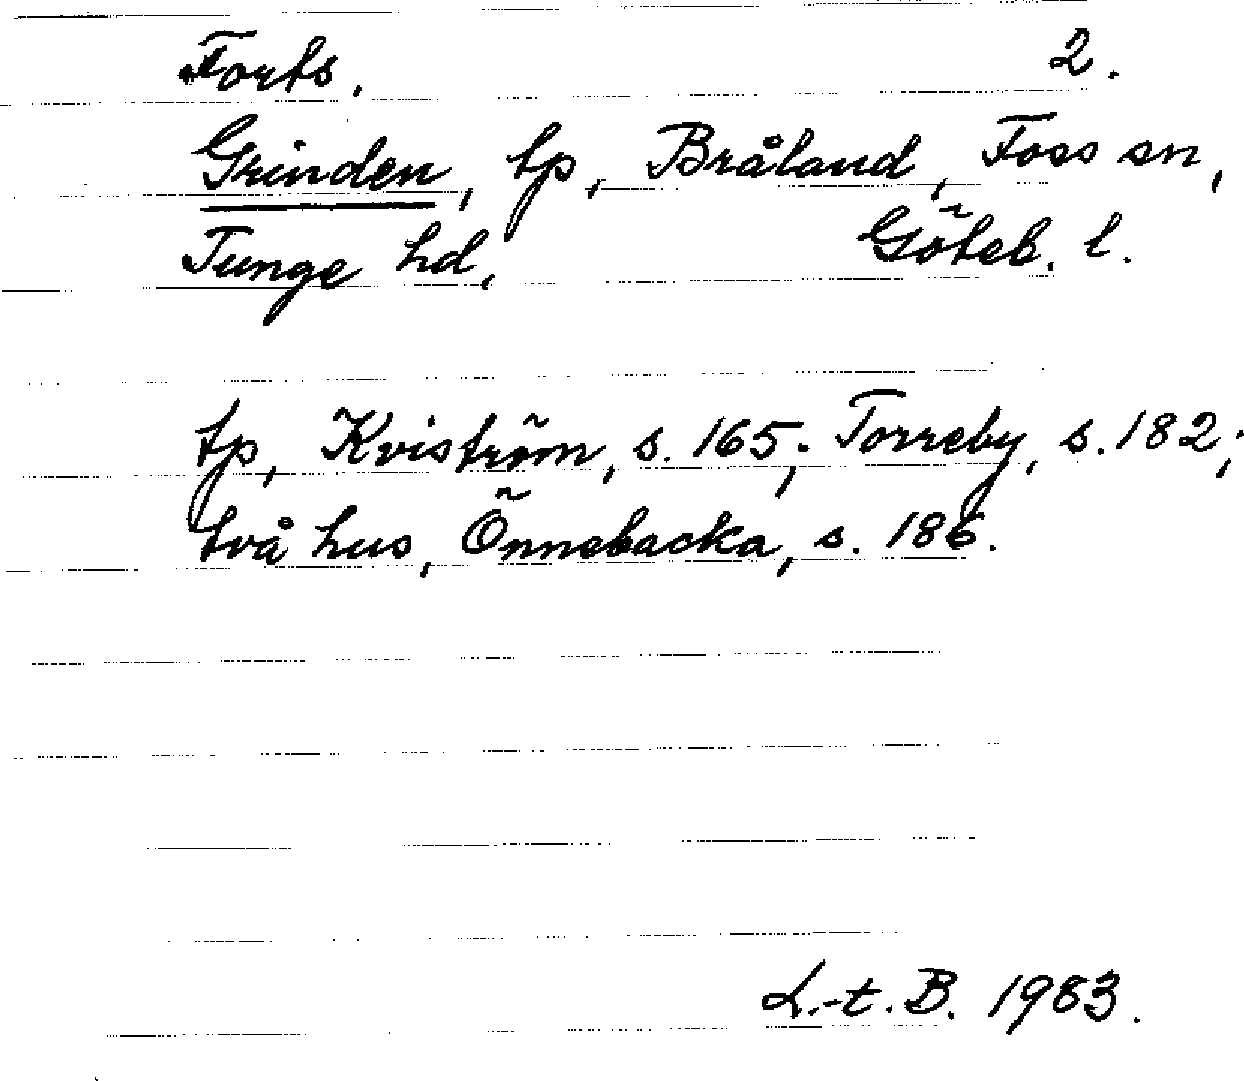 Forts. 2.
Grinden, tp, Bråland, Foss sn,
Tunge hd, Göteb. l.
tp, Kviström, s. 165; Torreby, s. 182;
två hus, Önnebacka, s. 186.
L.-t. B. 1983.